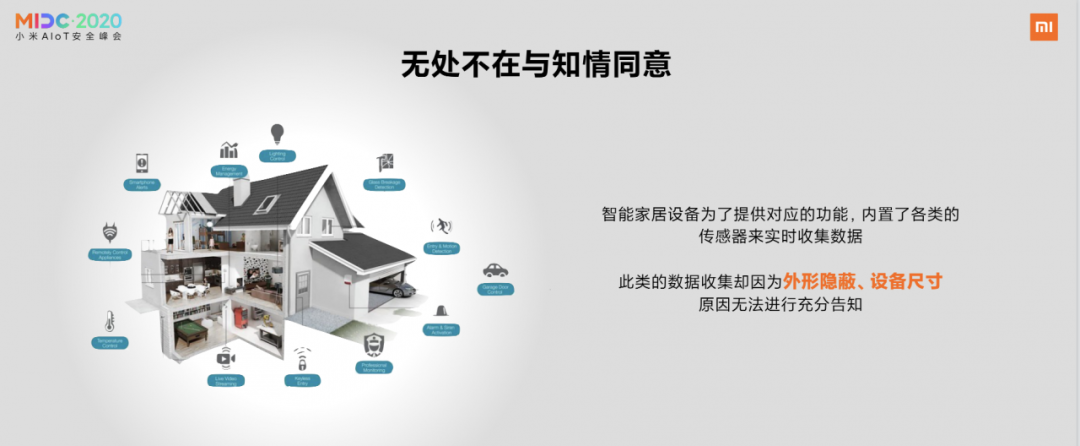 MIDC·2020
小米AIoT安全峰会
mi
无处不在与知情同意
Lighting
Control
Energy
Management
Smartphone
Alerts
Glass Breakage
Detection
Remotely Control
Appliances
Entry & Motion
Detection
Garage Door
Control
Temperature
Control
Alarm & Siren
Activation
Live Video
Streaming
Keyless
Entry
Professional
Monitoring
智能家居设备为了提供对应的功能，内置了各类的
传感器来实时收集数据
此类的数据收集却因为外形隐蔽、设备尺寸
原因无法进行充分告知